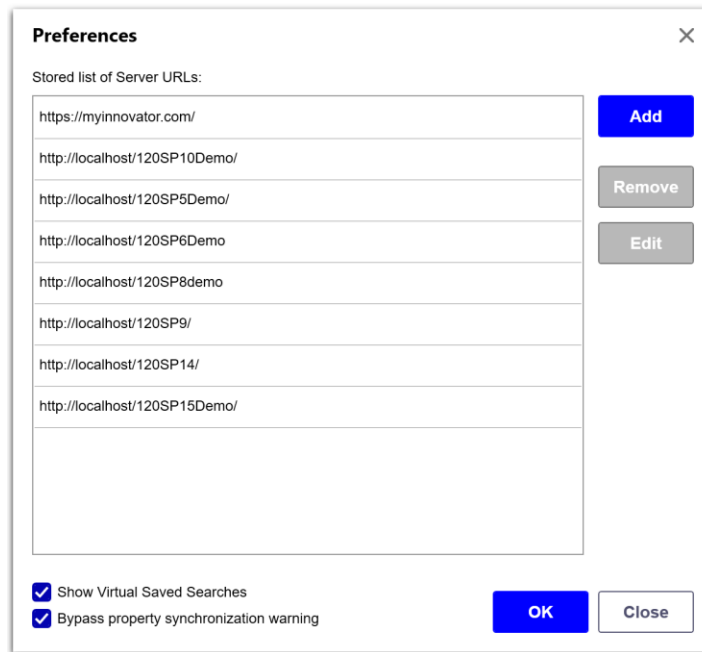 Preferences
Stored list of Server URLs:
https://myinnovator.com/
Add
http://localhost/120SP10Demo/
Remove
http://localhost/120SP5Demo/
http://localhost/120SP6Demo
Edit
http://localhost/120SP8demo
http://localhost/120SP9/
http://localhost/120SP14/
http://localhost/120SP15Demo/
Show Virtual Saved Searches
Bypass property synchronization warning
OK
Close